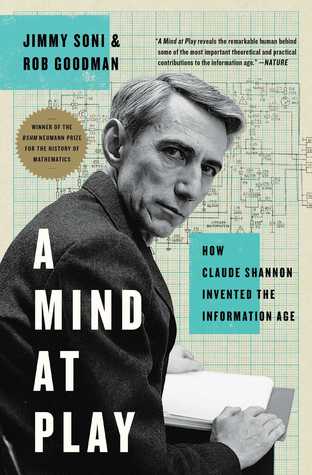 JIMMY SONI &
ROB GOODMAN
"A Mind at Play reveals the remarkable human behind
some of the most important theoretical and practical
contributions to the information age." —NATURE
WINNER OF THE
BSHM NEUMANN PRIZE
FOR THE HISTORY OF
MATHEMATICS
A
MIND
AT
PLAY
HOW
CLAUDE SHANNON
INVENTED THE
INFORMATION AGE